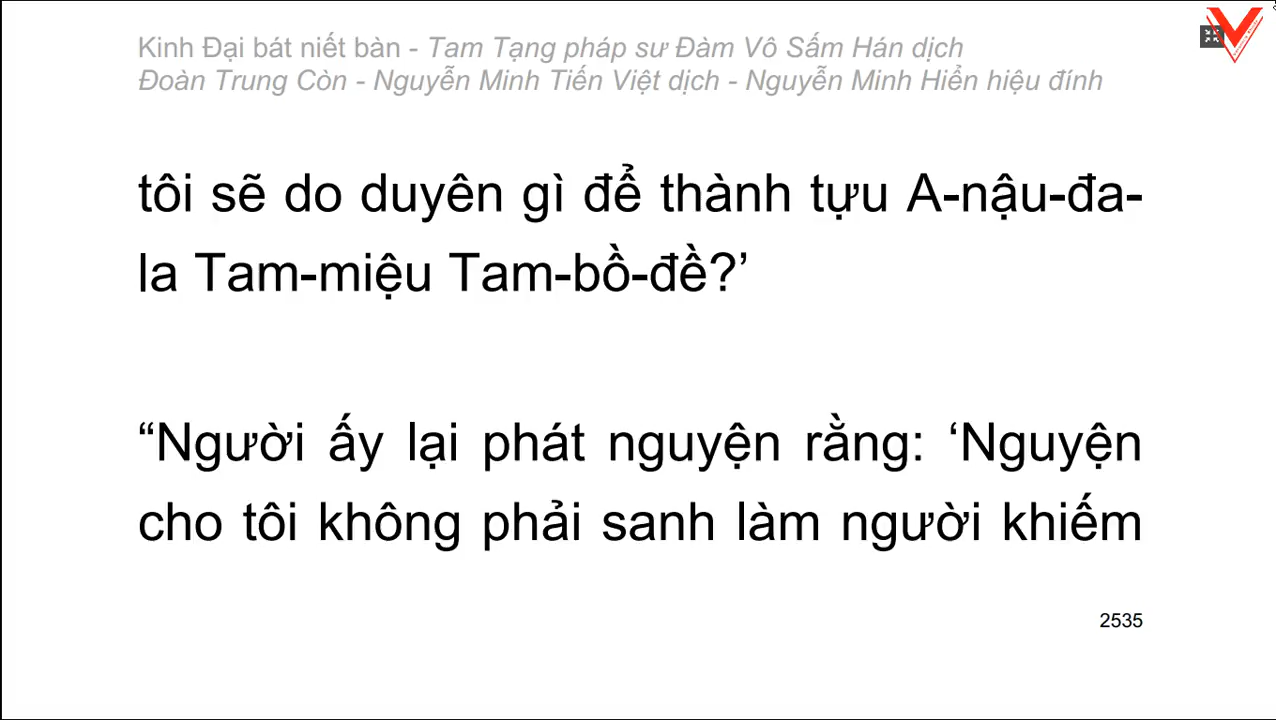 Kinh Đại bát niết bàn - Tam Tạng pháp sư Đàm Vô Sấm Hán dịch
Đoàn Trung Còn - Nguyễn Minh Tiến Việt dịch - Nguyễn Minh Hiển hiệu đính
tôi sẽ do duyên gì để thành tựu A-nậu-đa-
la Tam-miệu Tam-bồ-đề?’
“Người ấy lại phát nguyện rằng: ‘Nguyện
cho tôi không phải sanh làm người khiếm
2535